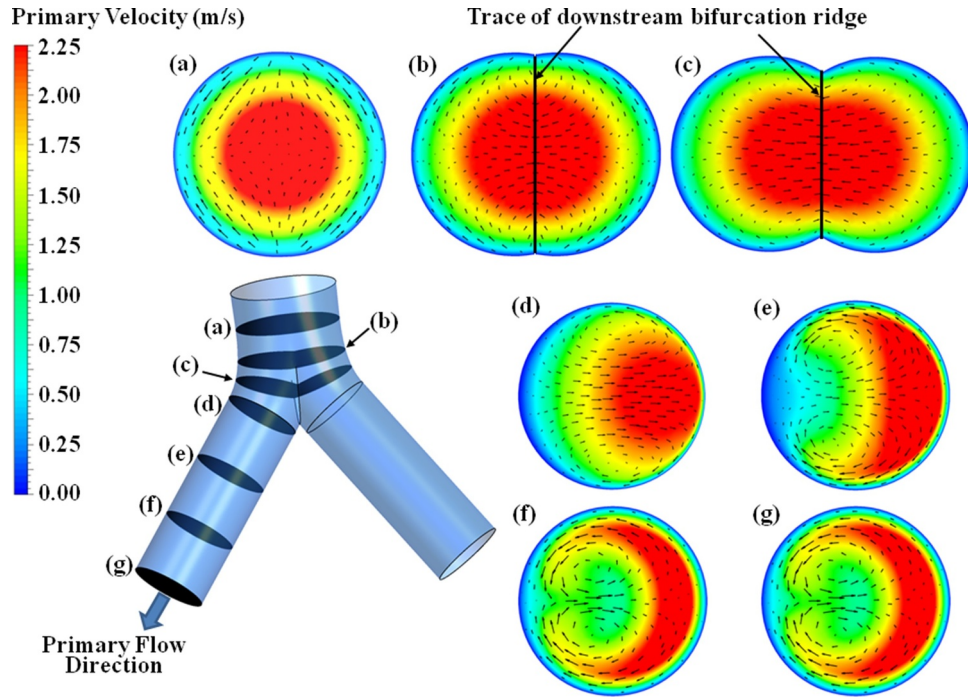 Primary Velocity (m/s)
Trace of downstream bifurcation ridge
2.25
2.00
1.75
1.50
1.25
1.00
0.75
0.50
0.25
0.00
(a)
(b)
(c)
(a)
(b)
(c)
(d)
(e)
(f)
(g)
Primary Flow
Direction
(d)
(e)
(f)
(g)